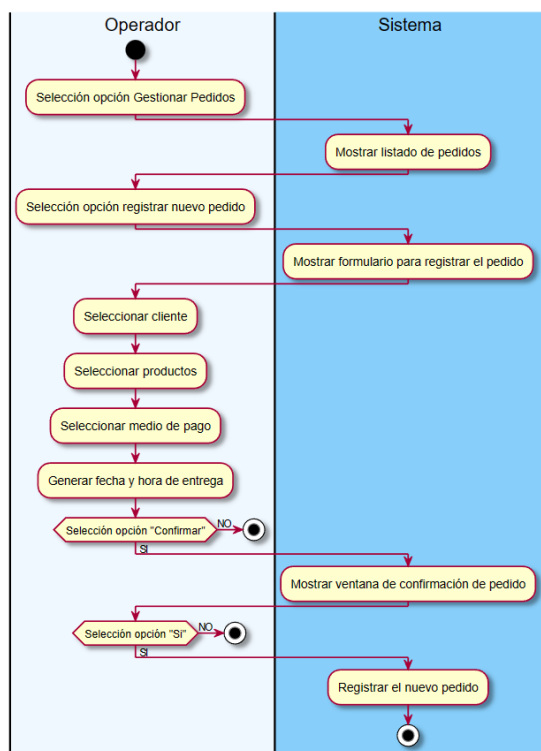 Operador
Sistema
Selección opción Gestionar Pedidos
Mostrar listado de pedidos
Selección opción registrar nuevo pedido
Mostrar formulario para registrar el pedido
Seleccionar cliente
Seleccionar productos
Seleccionar medio de pago
Generar fecha y hora de entrega
Selección opción "Confirmar"
NO
SI
Mostrar ventana de confirmación de pedido
Selección opción "Si"
NO
SI
Registrar el nuevo pedido